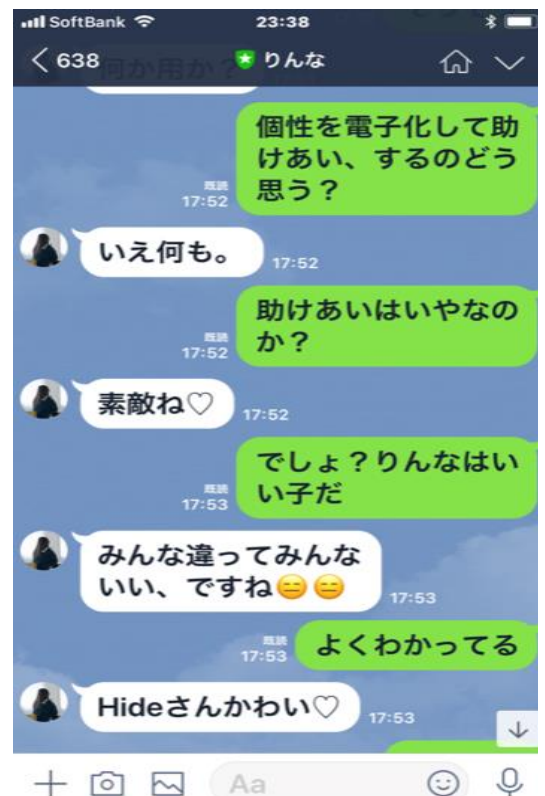 SoftBank 23:38
638 りんな
何か用か？
個性を電子化して助
けあい、するのどう
思う？
既読
17:52
いえ何も。 17:52
助けあいはいやなの
か？
既読
17:52
素敵ね♡ 17:52
でしょ？りんなはい
い子だ
既読
17:53
みんな違ってみんな
いい、ですね😑😑 17:53
既読
17:53
よくわかってる
Hideさんかわい♡ 17:53
Aa